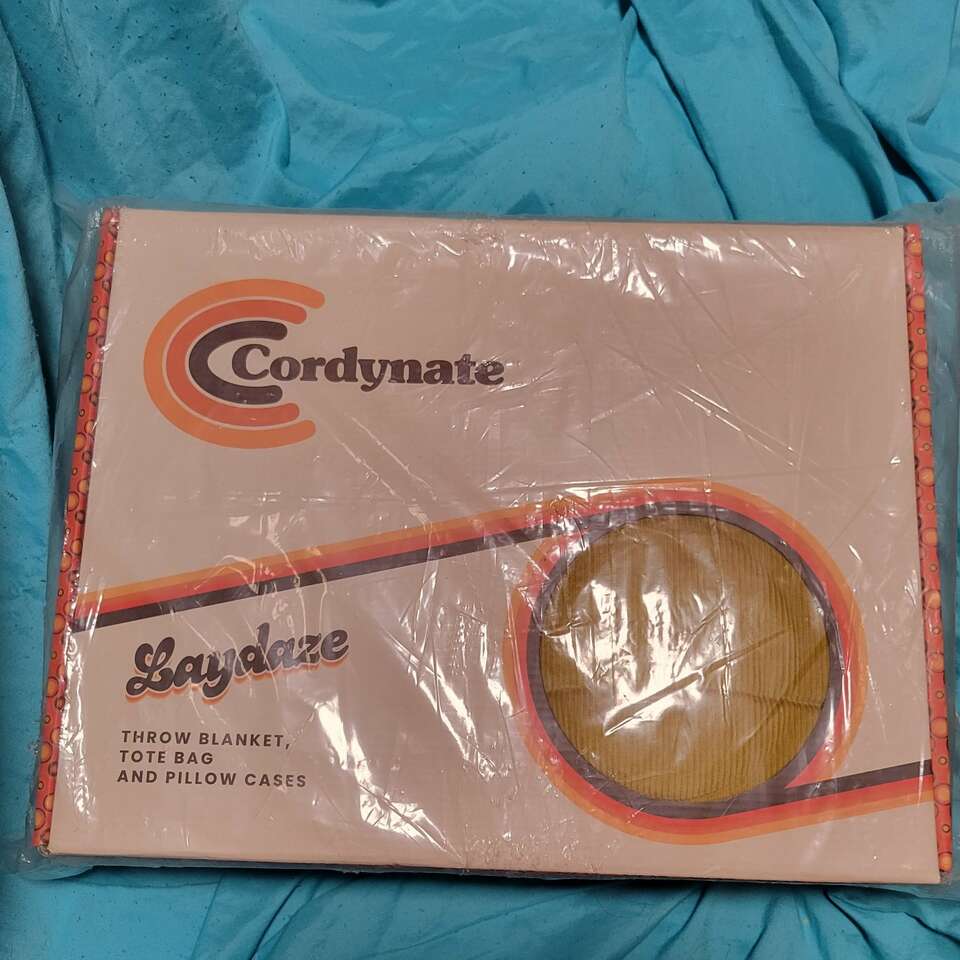 Cordynate
Laydaze
THROW BLANKET,
TOTE BAG
AND PILLOW CASES